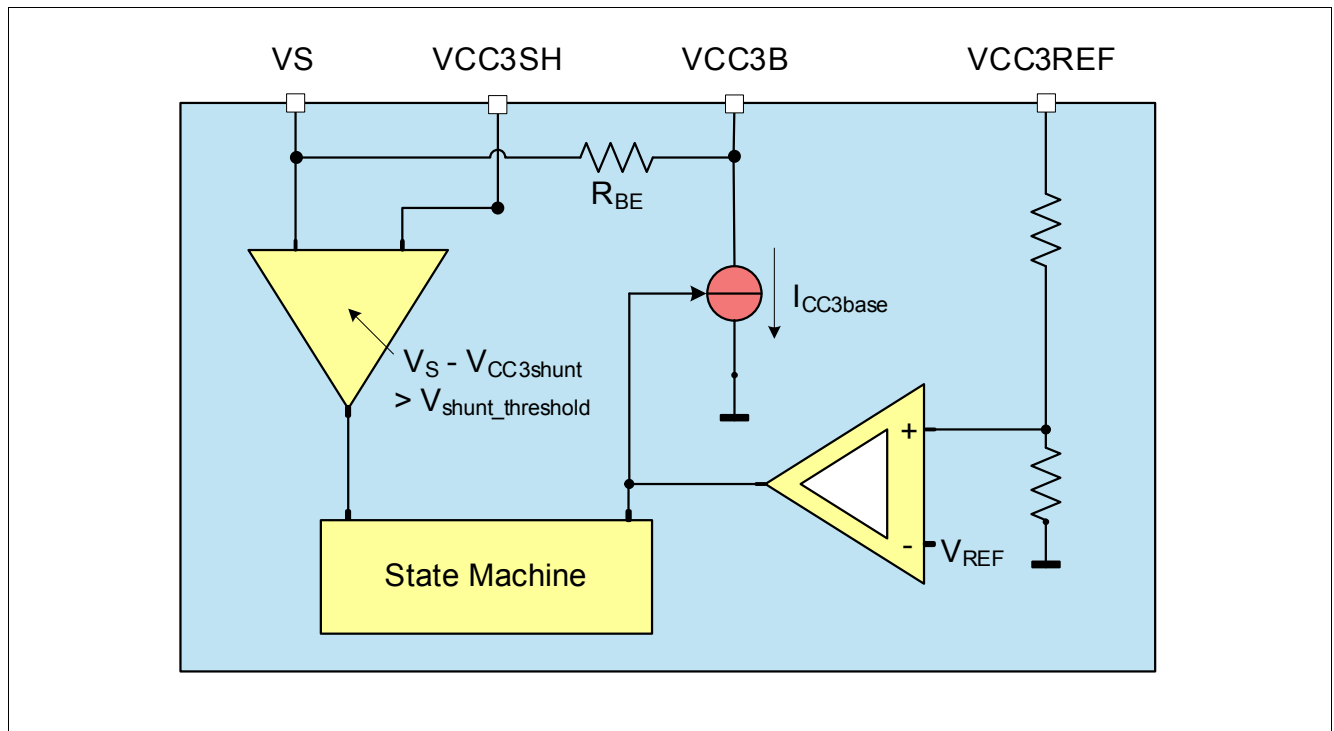 VS
VCC3SH
VCC3B
VCC3REF
RBE
ICC3base
VS - VCC3shunt
> Vshunt_threshold
+
-
VREF
State Machine